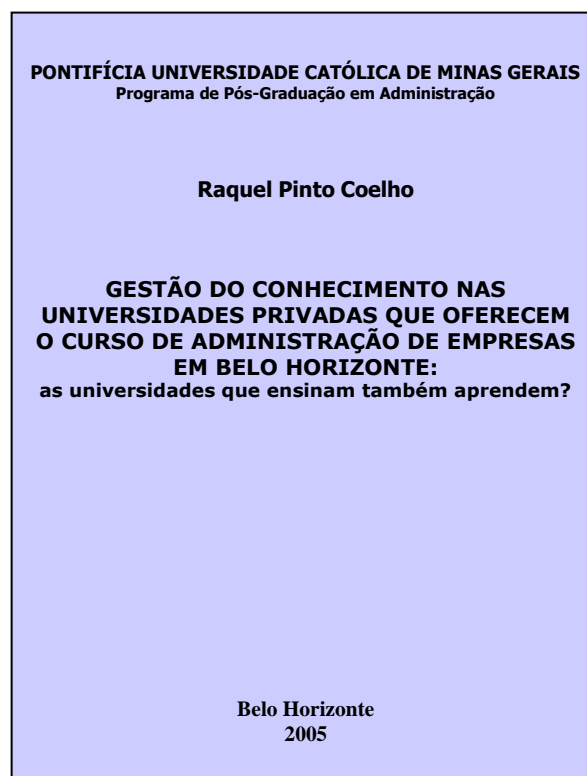 PONTIFÍCIA UNIVERSIDADE CATÓLICA DE MINAS GERAIS
Programa de Pós-Graduação em Administração
Raquel Pinto Coelho
GESTÃO DO CONHECIMENTO NAS
UNIVERSIDADES PRIVADAS QUE OFERECEM
O CURSO DE ADMINISTRAÇÃO DE EMPRESAS
EM BELO HORIZONTE:
as universidades que ensinam também aprendem?
Belo Horizonte
2005